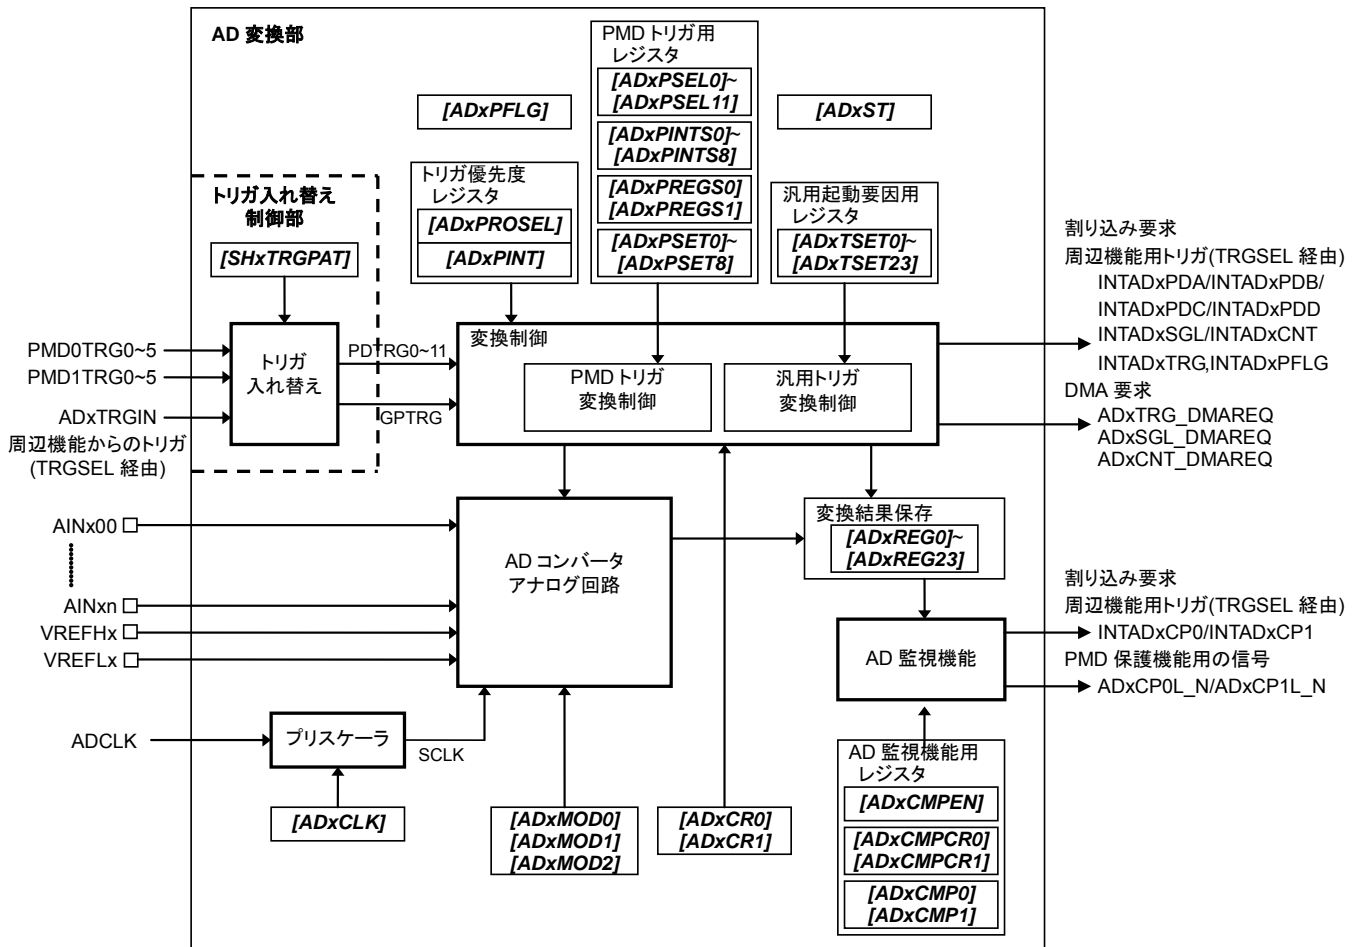 AD 変換部
PMD トリガ用
レジスタ
[ADxPSEL0]~
[ADxPSEL11]
[ADxPINTS0]~
[ADxPINTS8]
[ADxPREGS0]
[ADxPREGS1]
[ADxPSET0]~
[ADxPSET8]
[ADxPFLG]
[ADxST]
トリガ優先度
レジスタ
[ADxPROSEL]
[ADxPINT]
汎用起動要因用
レジスタ
[ADxTSET0]~
[ADxTSET23]
トリガ入れ替え
制御部
[SHxTRGPAT]
トリガ
入れ替え
PMD0TRG0~5
PMD1TRG0~5
ADxTRGIN
周辺機能からのトリガ
(TRGSEL 経由)
PDTRG0~11
GPTRG
変換制御
PMD トリガ
変換制御
汎用トリガ
変換制御
割り込み要求
周辺機能用トリガ(TRGSEL 経由)
INTADxPDA/INTADxPDB/
INTADxPDC/INTADxPDD
INTADxSGL/INTADxCNT
INTADxTRG,INTADxPFLG
DMA 要求
ADxTRG_DMAREQ
ADxSGL_DMAREQ
ADxCNT_DMAREQ
AINx00
AINxn
VREFHx
VREFLx
AD コンバータ
アナログ回路
変換結果保存
[ADxREG0]~
[ADxREG23]
AD 監視機能
割り込み要求
周辺機能用トリガ(TRGSEL 経由)
INTADxCP0/INTADxCP1
PMD 保護機能用の信号
ADxCP0L_N/ADxCP1L_N
ADCLK
プリスケーラ
SCLK
[ADxCLK]
[ADxMOD0]
[ADxMOD1]
[ADxMOD2]
[ADxCR0]
[ADxCR1]
AD 監視機能用
レジスタ
[ADxCMPEN]
[ADxCMPCR0]
[ADxCMPCR1]
[ADxCMP0]
[ADxCMP1]